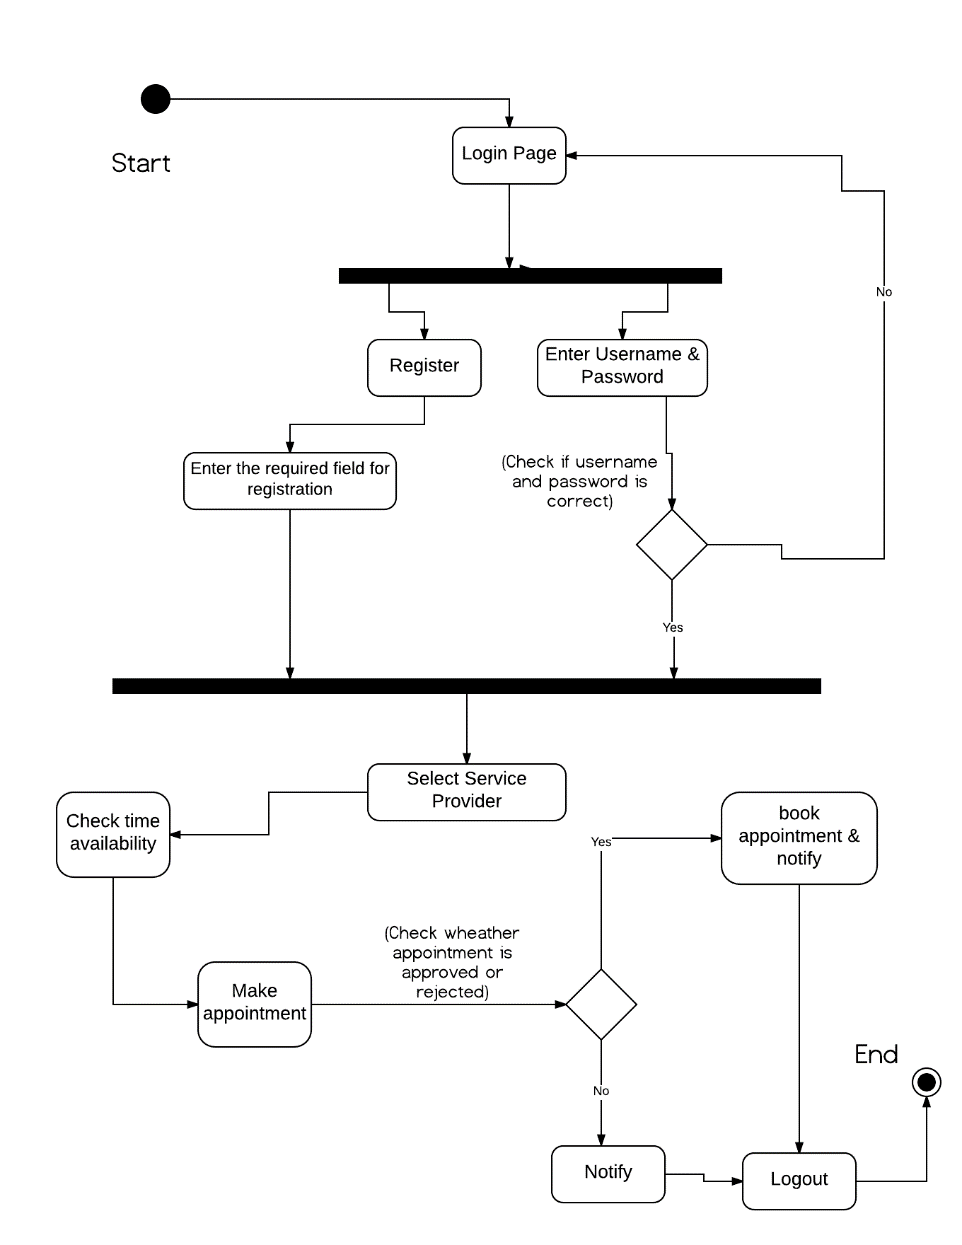 Start
Login Page
No
Register
Enter Username &
Password
Enter the required field for
registration
(Check if username
and password is
correct)
Yes
Select Service
Provider
Check time
availability
book
appointment &
notify
Yes
(Check wheather
appointment is
approved or
rejected)
Make
appointment
End
No
Notify
Logout